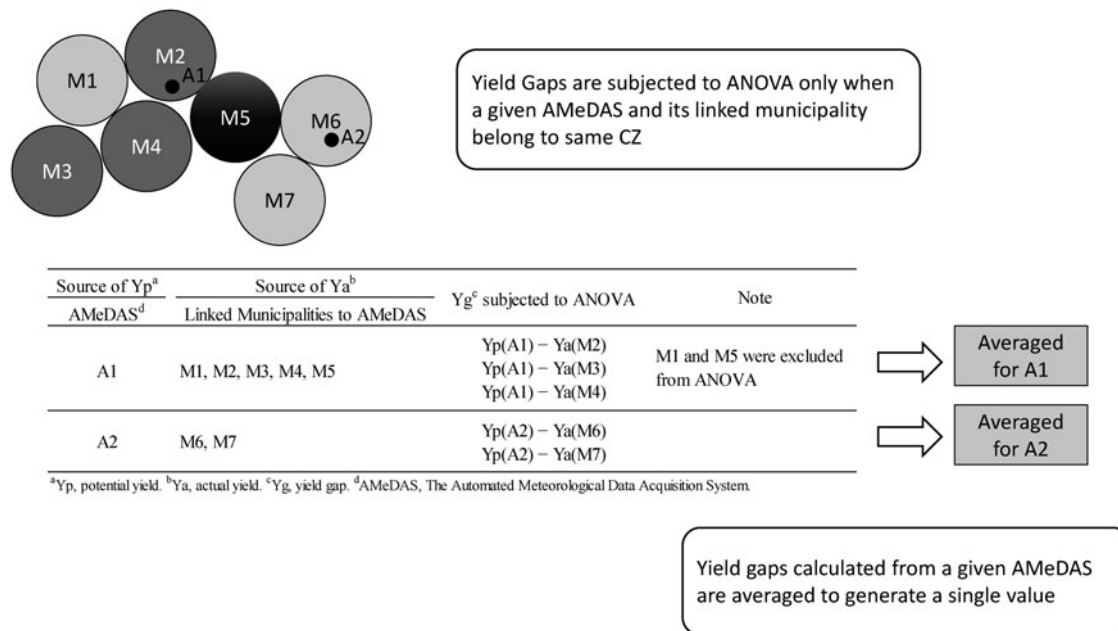 M1
M2
A1
M3
M4
M5
M6
A2
M7
Yield Gaps are subjected to ANOVA only when
a given AMeDAS and its linked municipality
belong to same CZ
Source of Ypᵃ
Source of Yaᵇ
Ygᶜ subjected to ANOVA
Note
AMeDASᵈ
Linked Municipalities to AMeDAS
A1
M1, M2, M3, M4, M5
Yp(A1) − Ya(M2)
Yp(A1) − Ya(M3)
Yp(A1) − Ya(M4)
M1 and M5 were excluded
from ANOVA
Averaged
for A1
A2
M6, M7
Yp(A2) − Ya(M6)
Yp(A2) − Ya(M7)
Averaged
for A2
ᵃYp, potential yield. ᵇYa, actual yield. ᶜYg, yield gap. ᵈAMeDAS, The Automated Meteorological Data Acquisition System.
Yield gaps calculated from a given AMeDAS
are averaged to generate a single value